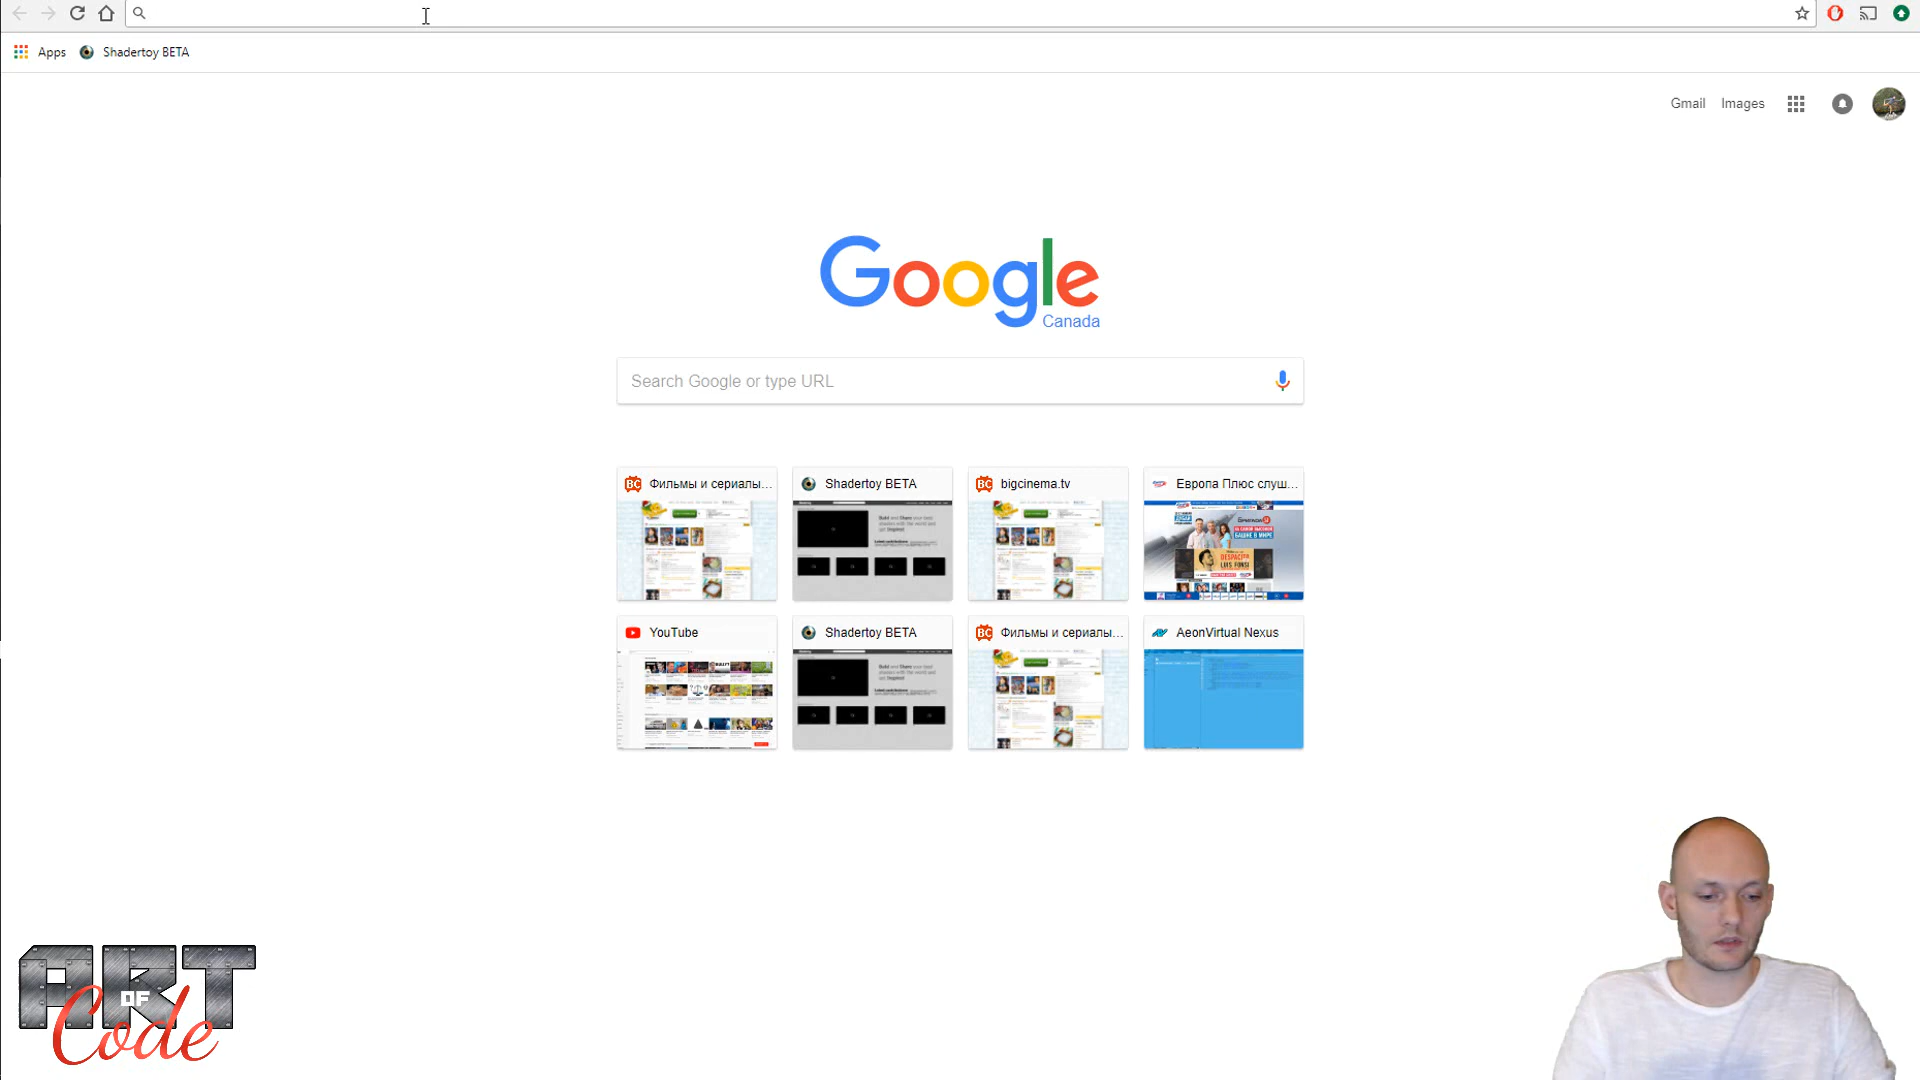 Apps
Shadertoy BETA
Gmail
Images
Google
Canada
Search Google or type URL
Фильмы и сериалы...
Shadertoy BETA
bigcinema.tv
Европа Плюс слуш...
YouTube
Shadertoy BETA
Фильмы и сериалы...
AeonVirtual Nexus
ART
OF
Code